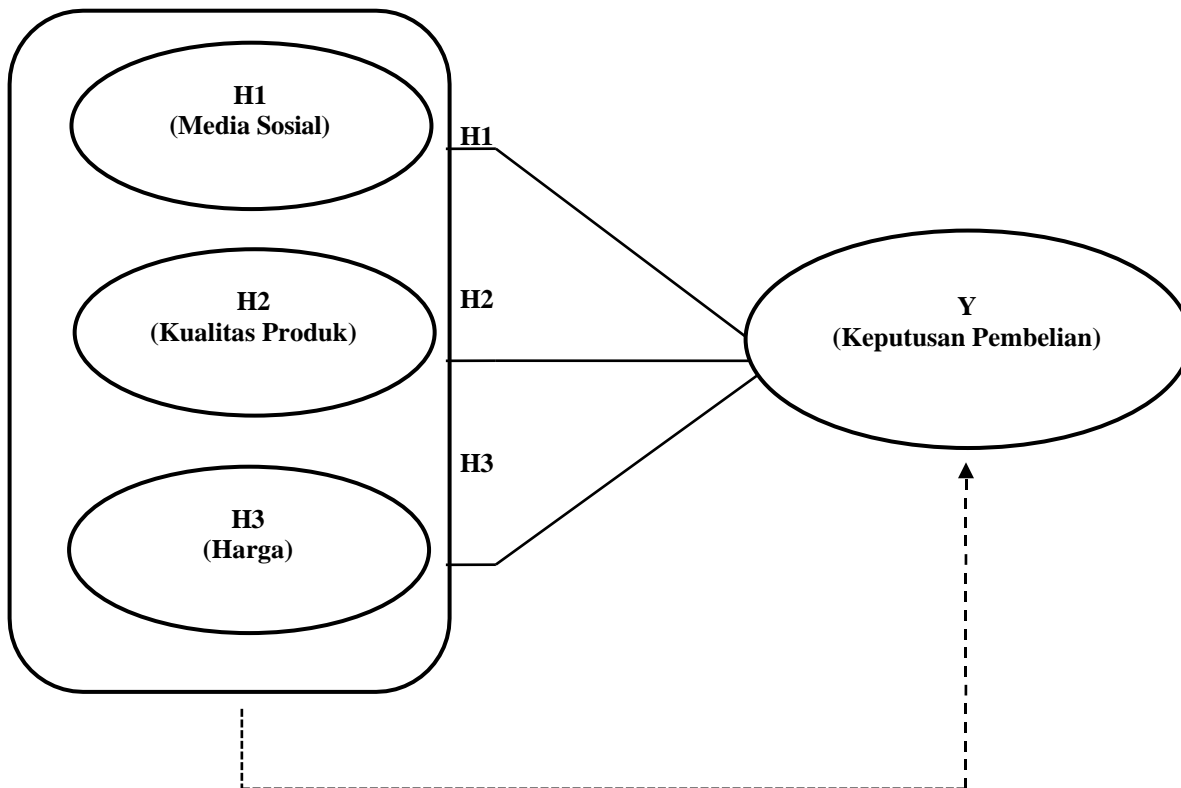 H1
(Media Sosial)
H1
H2
(Kualitas Produk)
H2
Y
(Keputusan Pembelian)
H3
H3
(Harga)